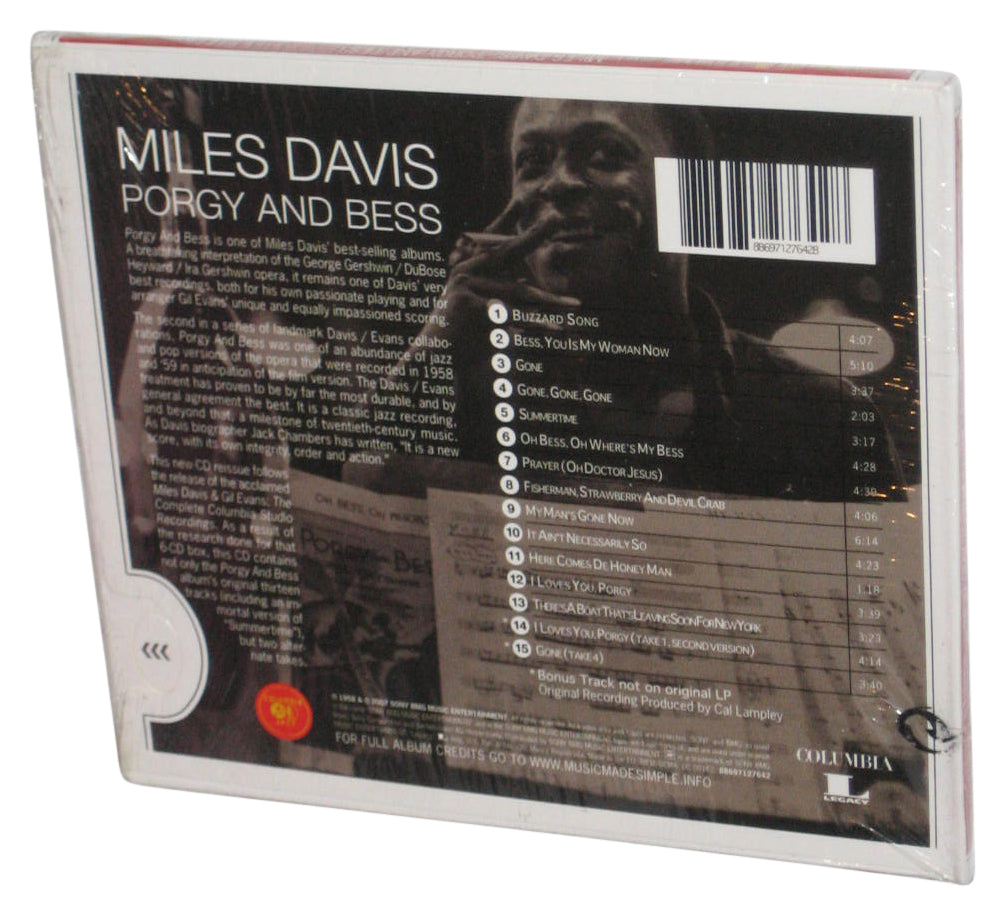 MILES DAVIS
PORGY AND BESS
Porgy And Bess is one of Miles Davis' best-selling albums.
A breathtaking interpretation of the George Gershwin / DuBose
Heyward / Ira Gershwin opera, it remains one of Davis' very
best recordings, both for his own passionate playing and for
arranger Gil Evans' unique and equally impassioned scoring.
The second in a series of landmark Davis / Evans collabo-
rations, Porgy And Bess was one of an abundance of jazz
and pop versions of the opera that were recorded in 1958
and '59 in anticipation of the film version. The Davis / Evans
treatment has proven to be by far the most durable, and by
general agreement the best. It is a classic jazz recording,
and beyond that, a milestone of twentieth-century music.
As Davis biographer Jack Chambers has written, "It is a new
score, with its own integrity, order and action."
This new CD reissue follows
the release of the acclaimed
Miles Davis & Gil Evans: The
Complete Columbia Studio
Recordings. As a result of
the research done for that
6-CD box, this CD contains
not only the Porgy And Bess
album's original thirteen
tracks (including an im-
mortal version of
"Summertime"),
but two alter-
nate takes.
886971276428
1 BUZZARD SONG 4:07
2 BESS, YOU IS MY WOMAN NOW 5:10
3 GONE 3:37
4 GONE, GONE, GONE 2:03
5 SUMMERTIME 3:17
6 OH BESS, OH WHERE'S MY BESS 4:28
7 PRAYER (OH DOCTOR JESUS) 4:39
8 FISHERMAN, STRAWBERRY AND DEVIL CRAB 4:06
9 MY MAN'S GONE NOW 6:14
10 IT AIN'T NECESSARILY SO 4:23
11 HERE COMES DE HONEY MAN 1:18
12 I LOVES YOU, PORGY 3:39
13 THERE'S A BOAT THAT'S LEAVING SOON FOR NEW YORK 3:23
* 14 I LOVES YOU, PORGY (TAKE 1, SECOND VERSION) 4:14
* 15 GONE (TAKE 4) 3:40
* Bonus Track not on original LP
Original Recording Produced by Cal Lampley
PORGY AND BESS
℗ 1958 & © 2007 SONY BMG MUSIC ENTERTAINMENT.
88697127642
FOR FULL ALBUM CREDITS GO TO WWW.MUSICMADESIMPLE.INFO
COLUMBIA
L
LEGACY